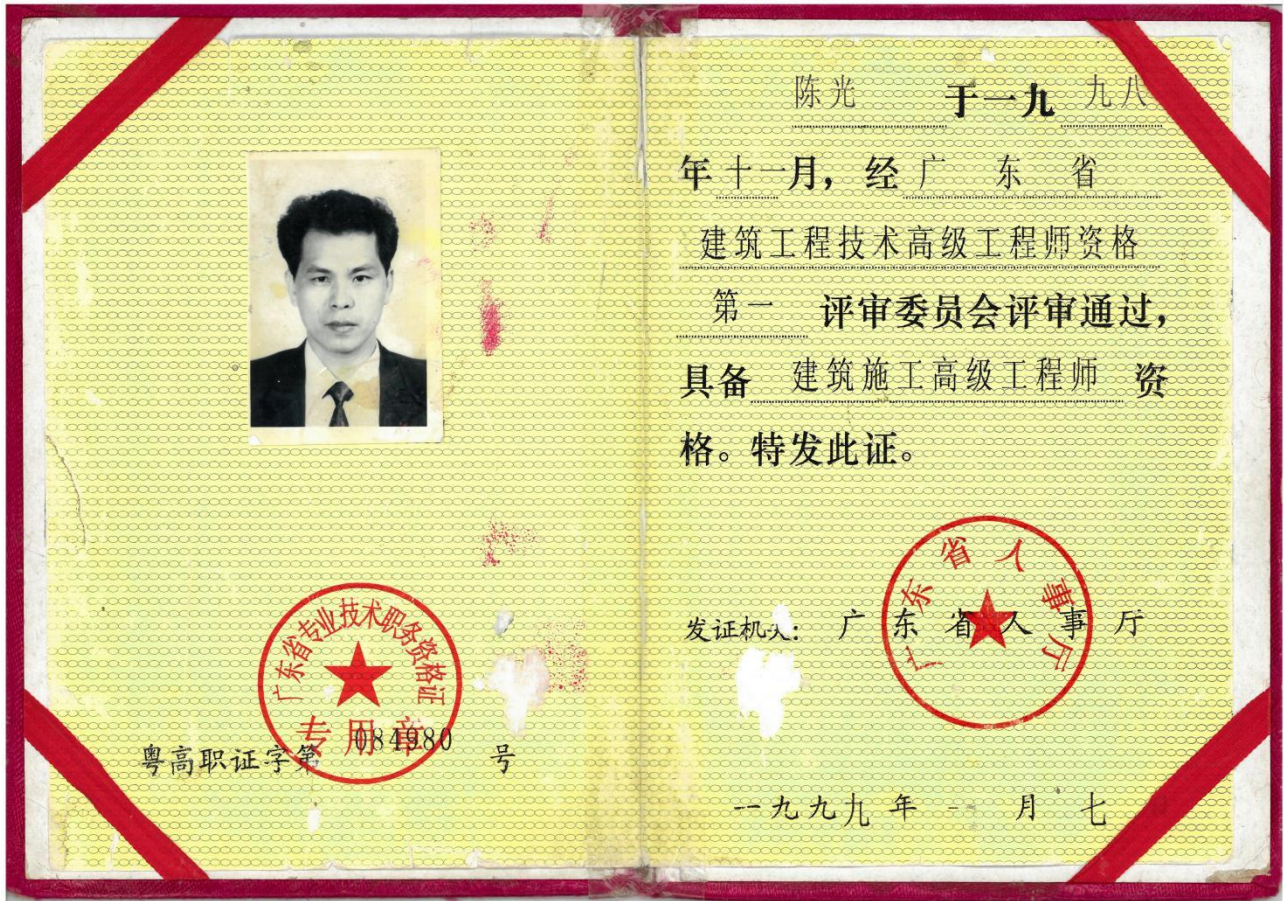 广东省专业技术职务资格证
专用章
粤高职证字第 084980 号
陈光 于一九九八
年十一月，经广东省
建筑工程技术高级工程师资格
第一 评审委员会评审通过，
具备 建筑施工高级工程师 资
格。特发此证。
广东省人事厅
发证机关： 广东省人事厅
一九九九年 月 七